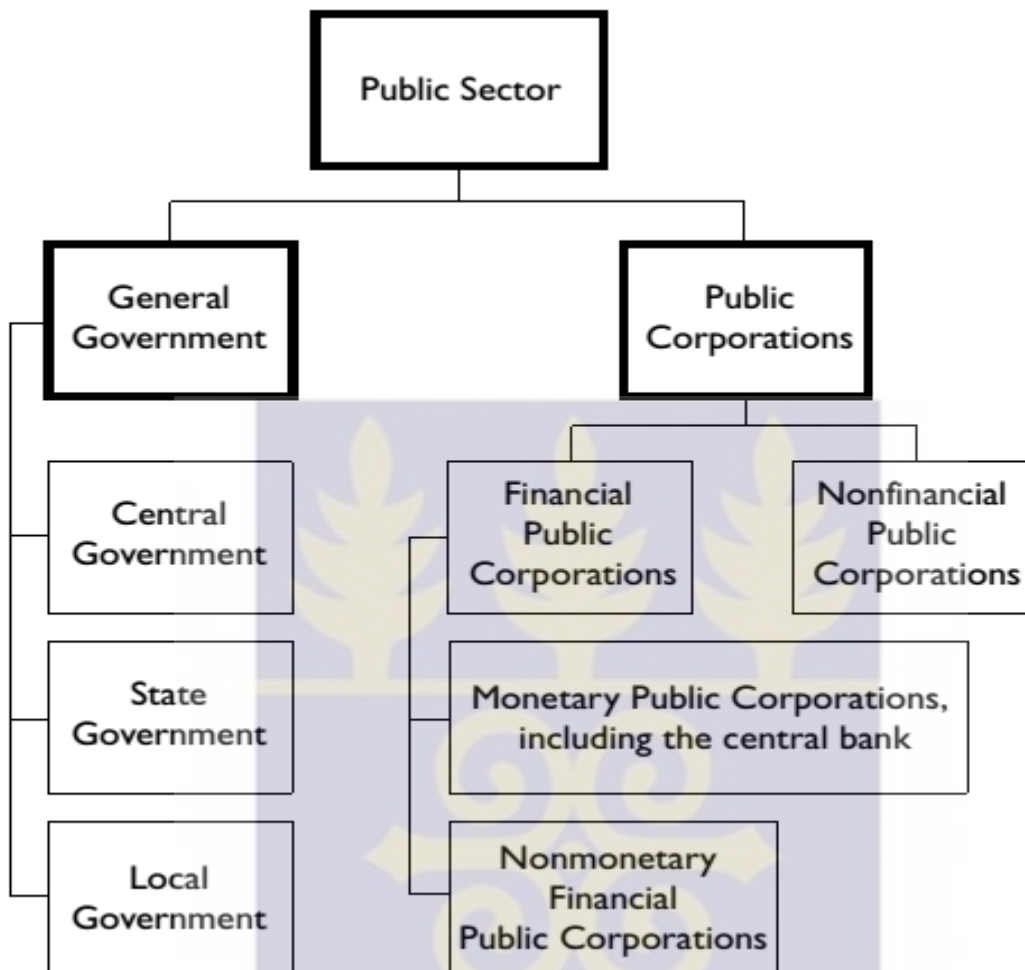 Public Sector
General
Government
Public
Corporations
Central
Government
Financial
Public
Corporations
Nonfinancial
Public
Corporations
State
Government
Monetary Public Corporations,
including the central bank
Local
Government
Nonmonetary
Financial
Public Corporations